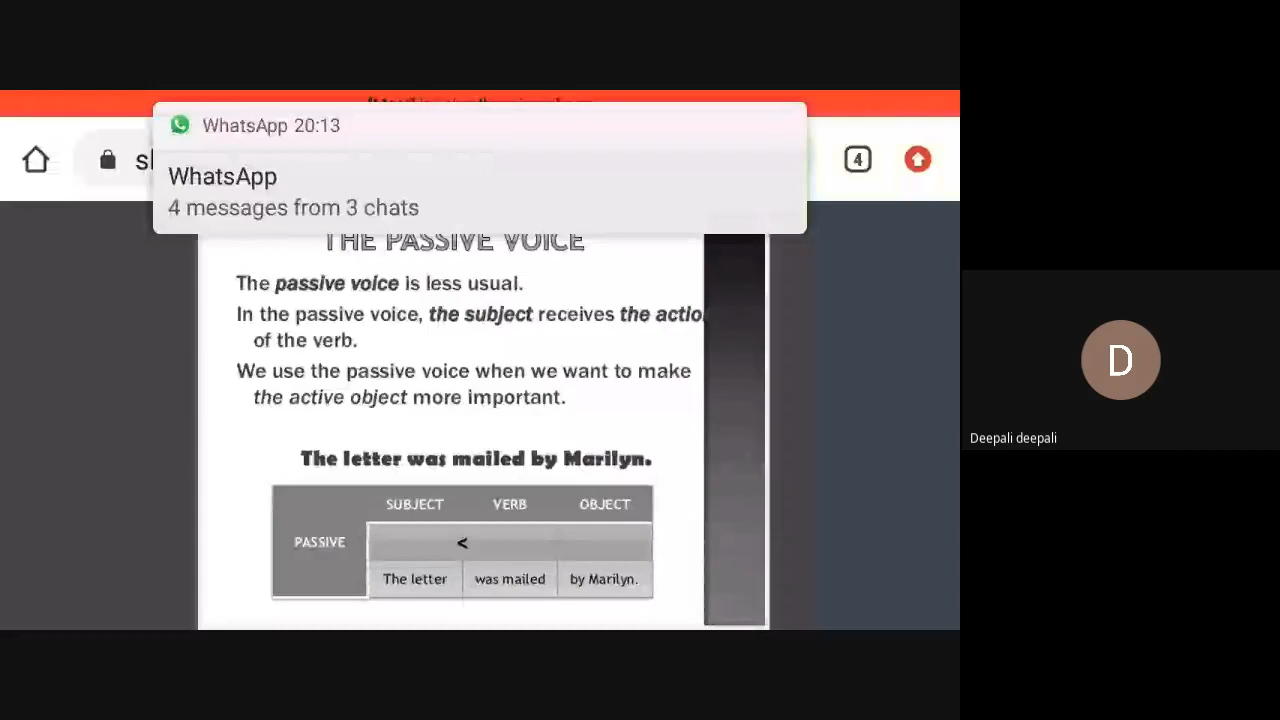 WhatsApp 20:13
WhatsApp
4 messages from 3 chats
4
THE PASSIVE VOICE
The passive voice is less usual.
In the passive voice, the subject receives the actio
of the verb.
We use the passive voice when we want to make
the active object more important.
The letter was mailed by Marilyn.
SUBJECT VERB OBJECT
PASSIVE <
The letter was mailed by Marilyn.
D
Deepali deepali